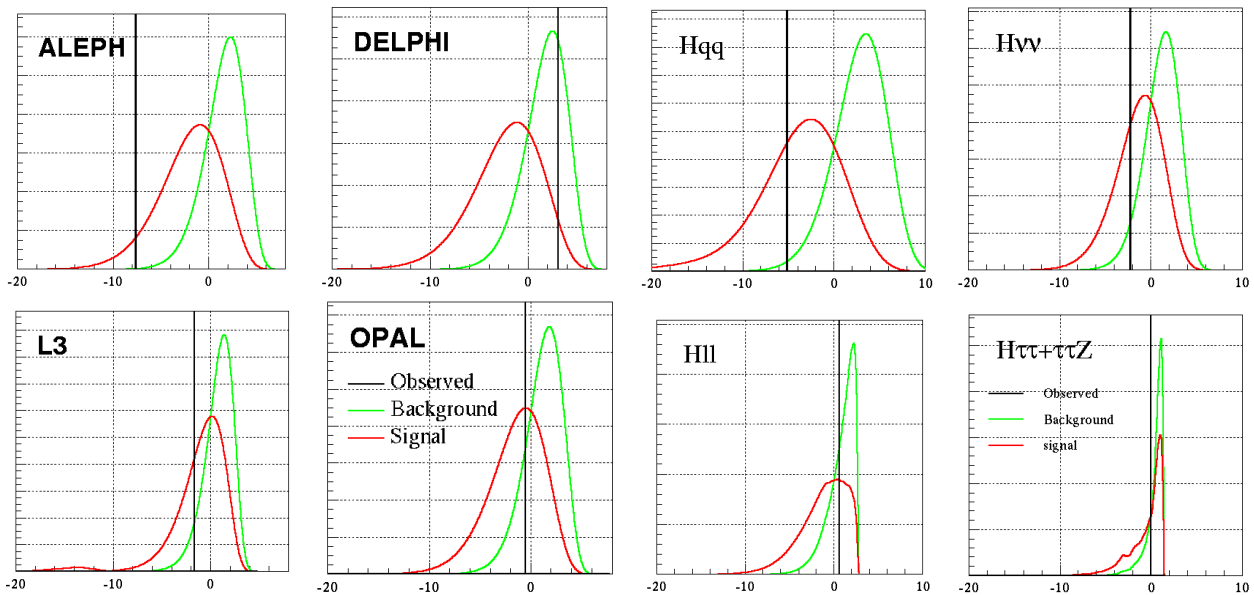 ALEPH
DELPHI
Hqq
Hνν
-20 -10 0
-20 -10 0
-20 -10 0 10
-20 -10 0 10
L3
OPAL
Observed
Background
Signal
Hll
Hττ+ττZ
Observed
Background
signal
-20 -10 0
-20 -10 0
-20 -10 0 10
-20 -10 0 10